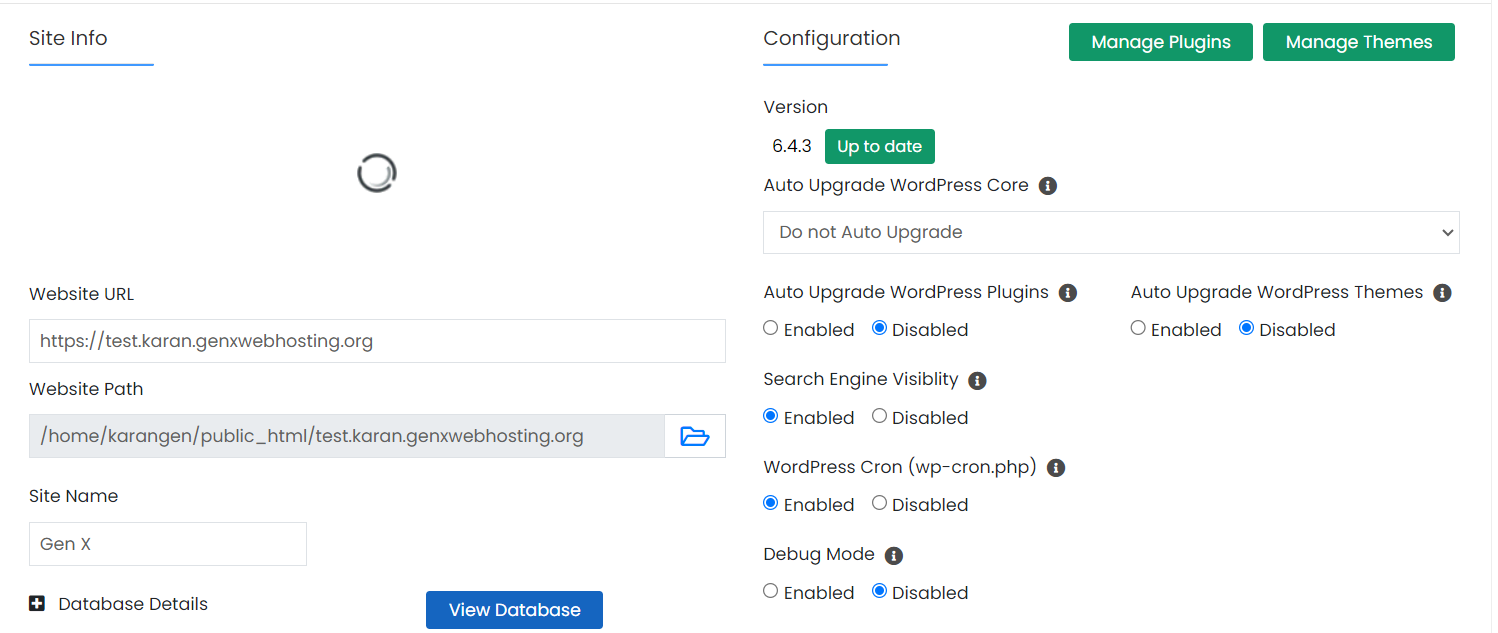 Site Info
Website URL
https://test.karan.genxwebhosting.org
Website Path
/home/karangen/public_html/test.karan.genxwebhosting.org
Site Name
Gen X
Database Details
View Database
Configuration
Manage Plugins
Manage Themes
Version
6.4.3 Up to date
Auto Upgrade WordPress Core
Do not Auto Upgrade
Auto Upgrade WordPress Plugins
Enabled Disabled
Auto Upgrade WordPress Themes
Enabled Disabled
Search Engine Visiblity
Enabled Disabled
WordPress Cron (wp-cron.php)
Enabled Disabled
Debug Mode
Enabled Disabled